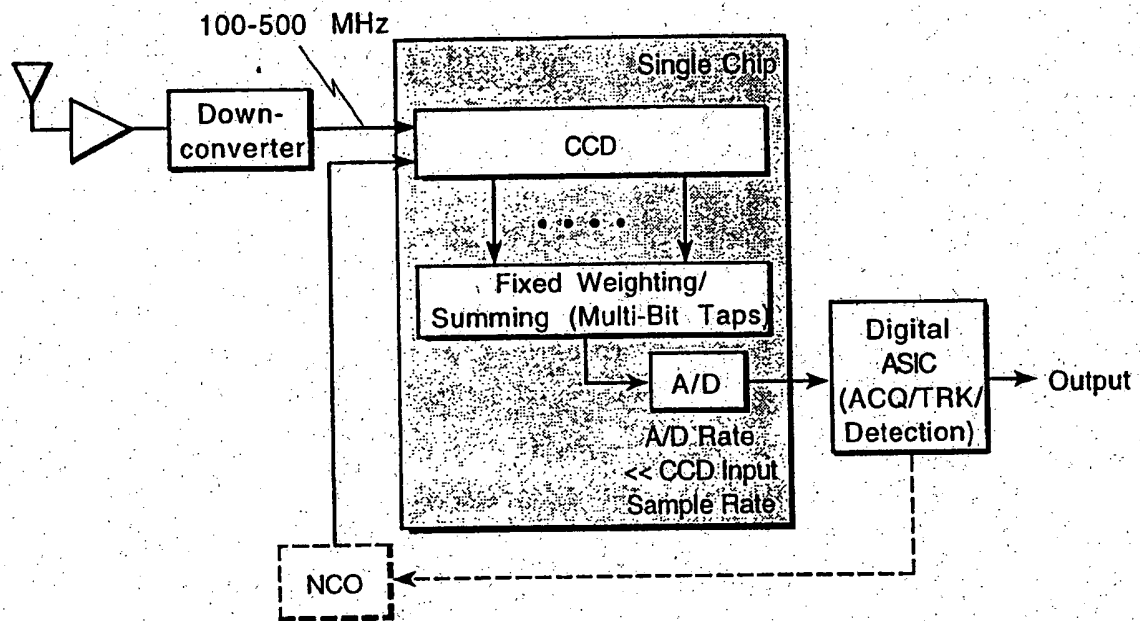 100-500 MHz
Single Chip
Down-
converter
CCD
Fixed Weighting/
Summing (Multi-Bit Taps)
A/D
A/D Rate
<< CCD Input
Sample Rate
Digital
ASIC
(ACQ/TRK/
Detection)
Output
NCO